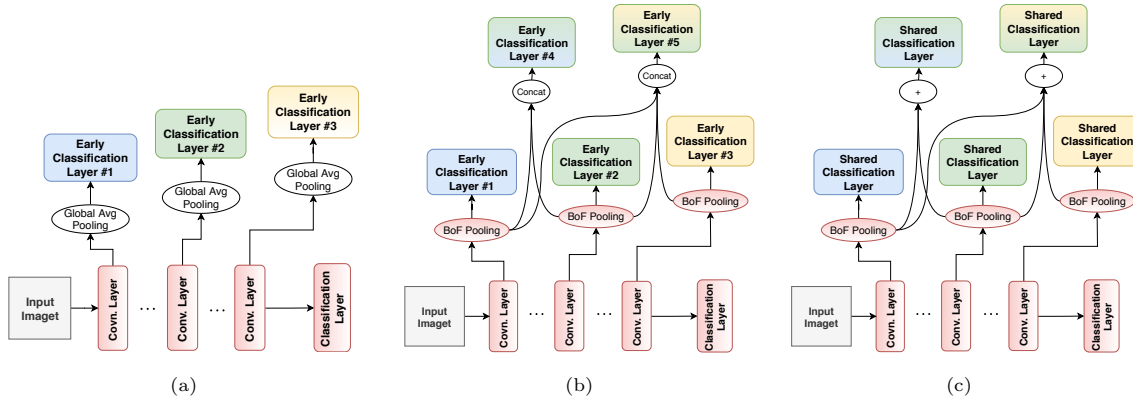 Early
Classification
Layer #1
Early
Classification
Layer #2
Early
Classification
Layer #3
Global Avg
Pooling
Global Avg
Pooling
Global Avg
Pooling
Input
Imaget
Covn. Layer
...
Conv. Layer
...
Conv. Layer
Classification
Layer
(a)
Early
Classification
Layer #4
Early
Classification
Layer #5
Concat
Concat
Early
Classification
Layer #1
Early
Classification
Layer #2
Early
Classification
Layer #3
BoF Pooling
BoF Pooling
BoF Pooling
Input
Imaget
Covn. Layer
...
Conv. Layer
...
Conv. Layer
Classification
Layer
(b)
Shared
Classification
Layer
Shared
Classification
Layer
+
+
Shared
Classification
Layer
Shared
Classification
Layer
Shared
Classification
Layer
BoF Pooling
BoF Pooling
BoF Pooling
Input
Imaget
Covn. Layer
...
Conv. Layer
...
Conv. Layer
Classification
Layer
(c)